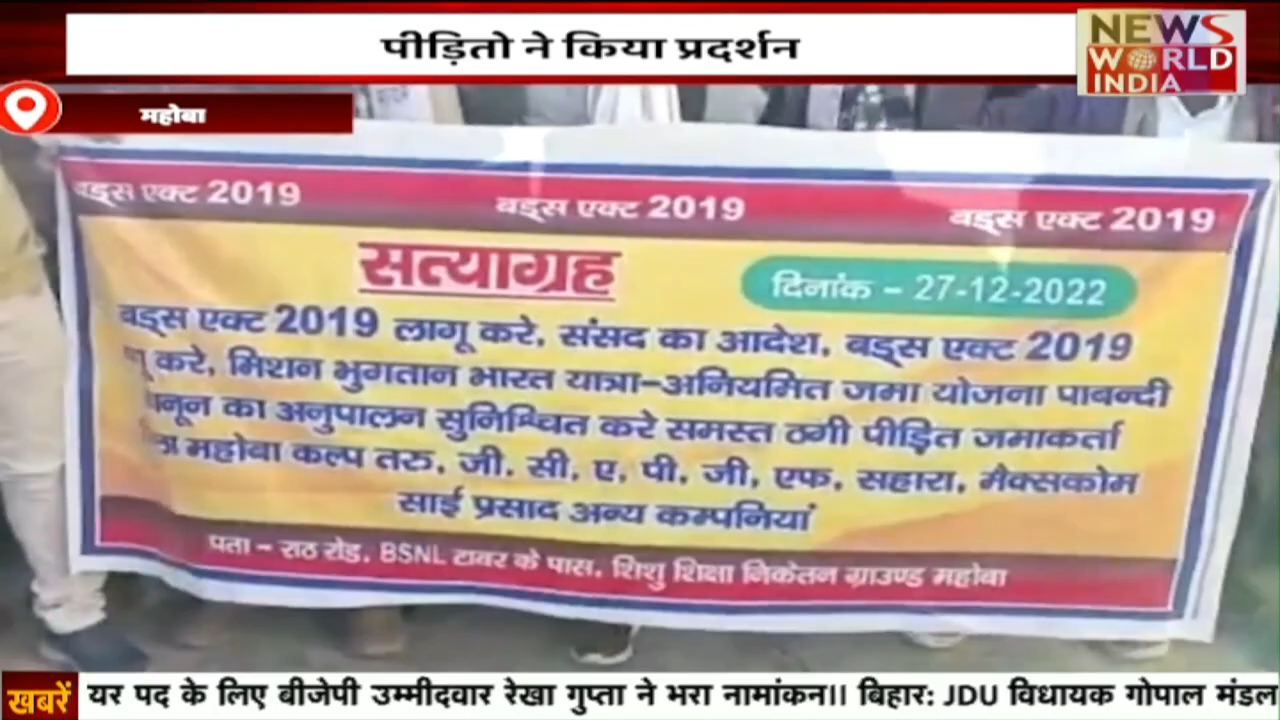 पीड़ितो ने किया प्रदर्शन
NEWS
WORLD
INDIA
महोबा
बड्स एक्ट 2019 बड्स एक्ट 2019 बड्स एक्ट 2019
सत्याग्रह
दिनांक - 27-12-2022
बड्स एक्ट 2019 लागू करे, संसद का आदेश, बड्स एक्ट 2019
करे, मिशन भुगतान भारत यात्रा-अनियमित जमा योजना पाबन्दी
का अनुपालन सुनिश्चित करे समस्त ठगी पीड़ित जमाकर्ता
महोबा कल्प तरु, जी. सी, ए, पी, जी, एफ, सहारा, मैक्सकोम
साई प्रसाद अन्य कम्पनियां
पता - राठ रोड, BSNL टावर के पास, शिशु शिक्षा निकेतन ग्राउण्ड महोबा
खबरें यर पद के लिए बीजेपी उम्मीदवार रेखा गुप्ता ने भरा नामांकन।। बिहार: JDU विधायक गोपाल मंडल